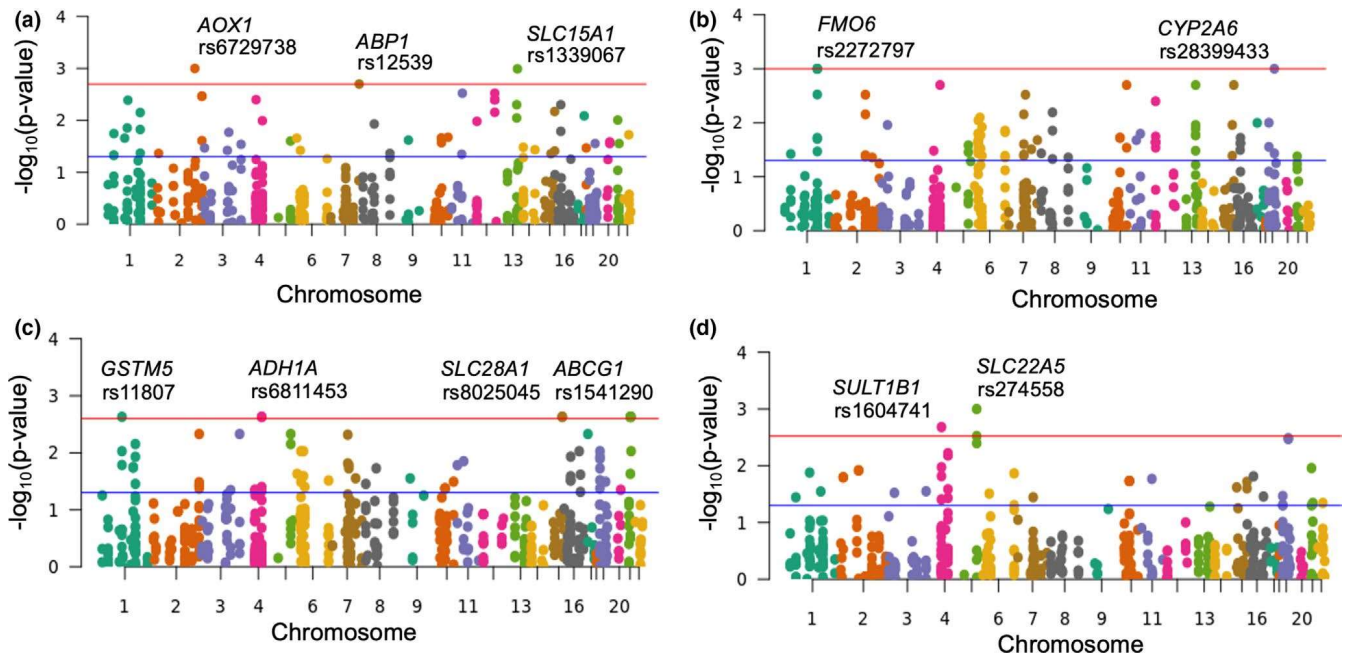 (a)
4
3
2
1
0
-log10(p-value)
AOX1
rs6729738
ABP1
rs12539
SLC15A1
rs1339067
1 2 3 4 6 7 8 9 11 13 16 20
Chromosome
(b)
4
3
2
1
0
-log10(p-value)
FMO6
rs2272797
CYP2A6
rs28399433
1 2 3 4 6 7 8 9 11 13 16 20
Chromosome
(c)
4
3
2
1
0
-log10(p-value)
GSTM5
rs11807
ADH1A
rs6811453
SLC28A1
rs8025045
ABCG1
rs1541290
1 2 3 4 6 7 8 9 11 13 16 20
Chromosome
(d)
4
3
2
1
0
-log10(p-value)
SULT1B1
rs1604741
SLC22A5
rs274558
1 2 3 4 6 7 8 9 11 13 16 20
Chromosome